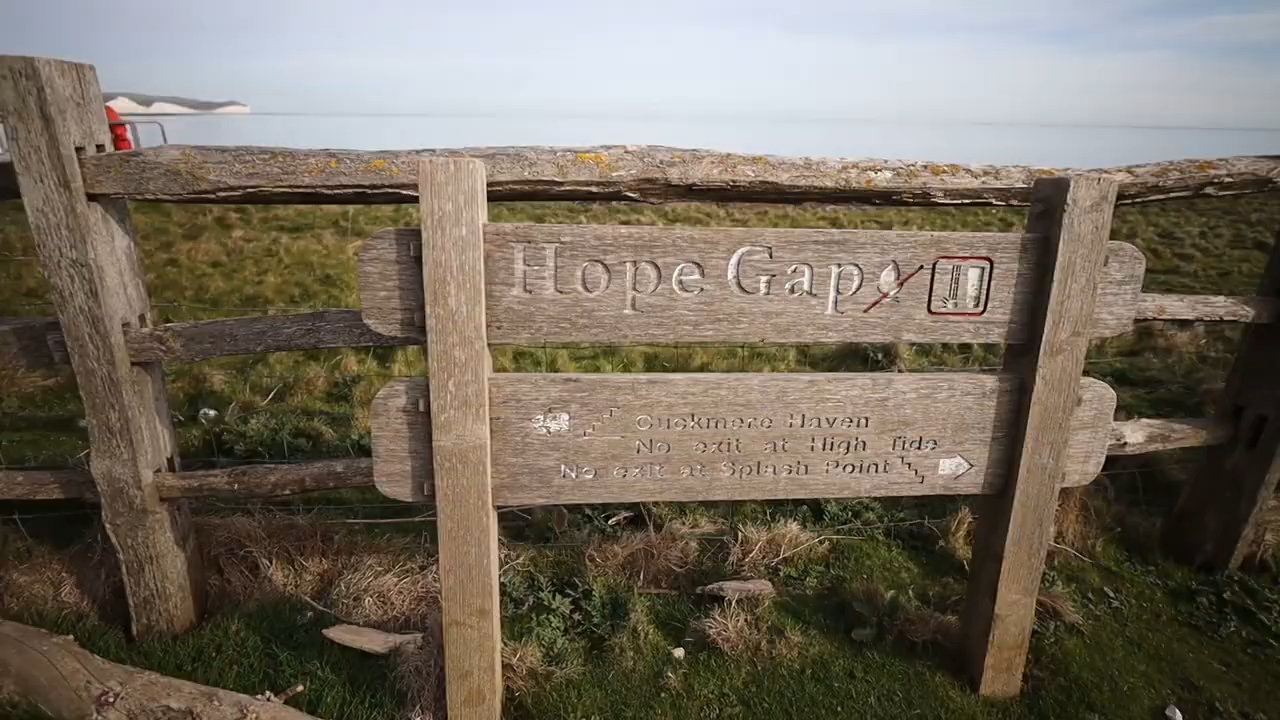 Hope Gap
Cuckmere Haven
No exit at High Tide
No exit at Splash Point